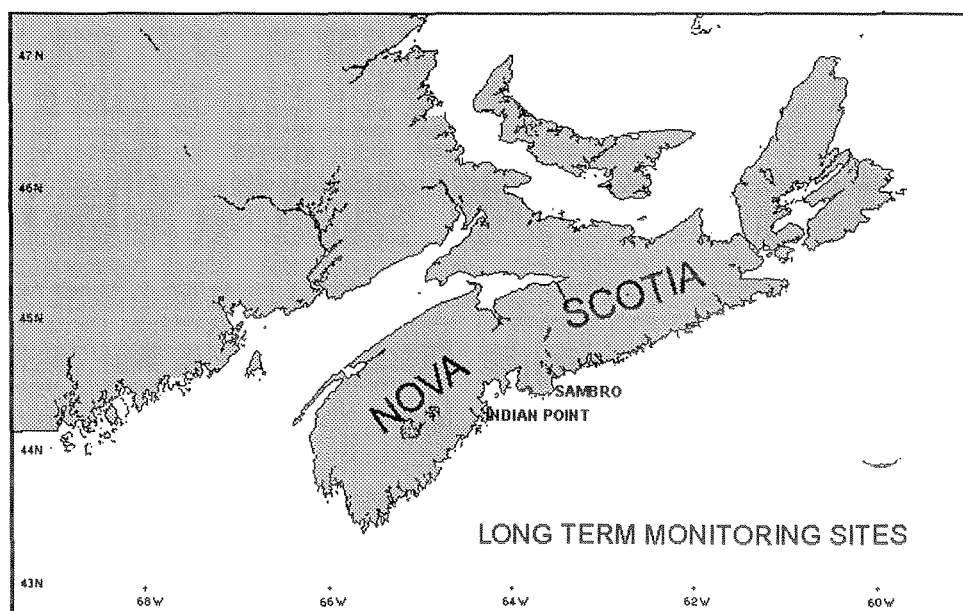 47N
46N
45N
44N
43N
SCOTIA
NOVA
SAMBRO
INDIAN POINT
LONG TERM MONITORING SITES
68W
66W
64W
62W
60W